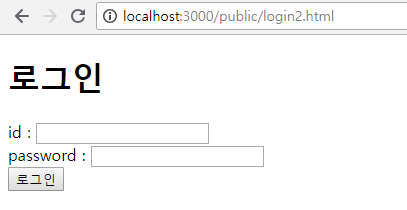 localhost:3000/public/login2.html
로그인
id :
password :
로그인